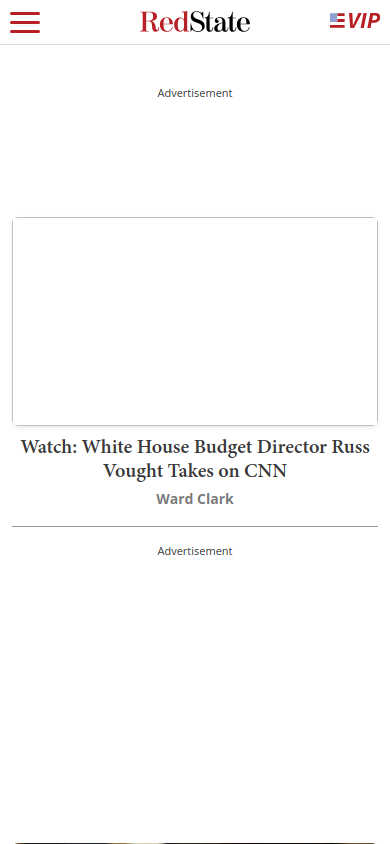 RedState
VIP
Advertisement
Watch: White House Budget Director Russ
Vought Takes on CNN
Ward Clark
Advertisement